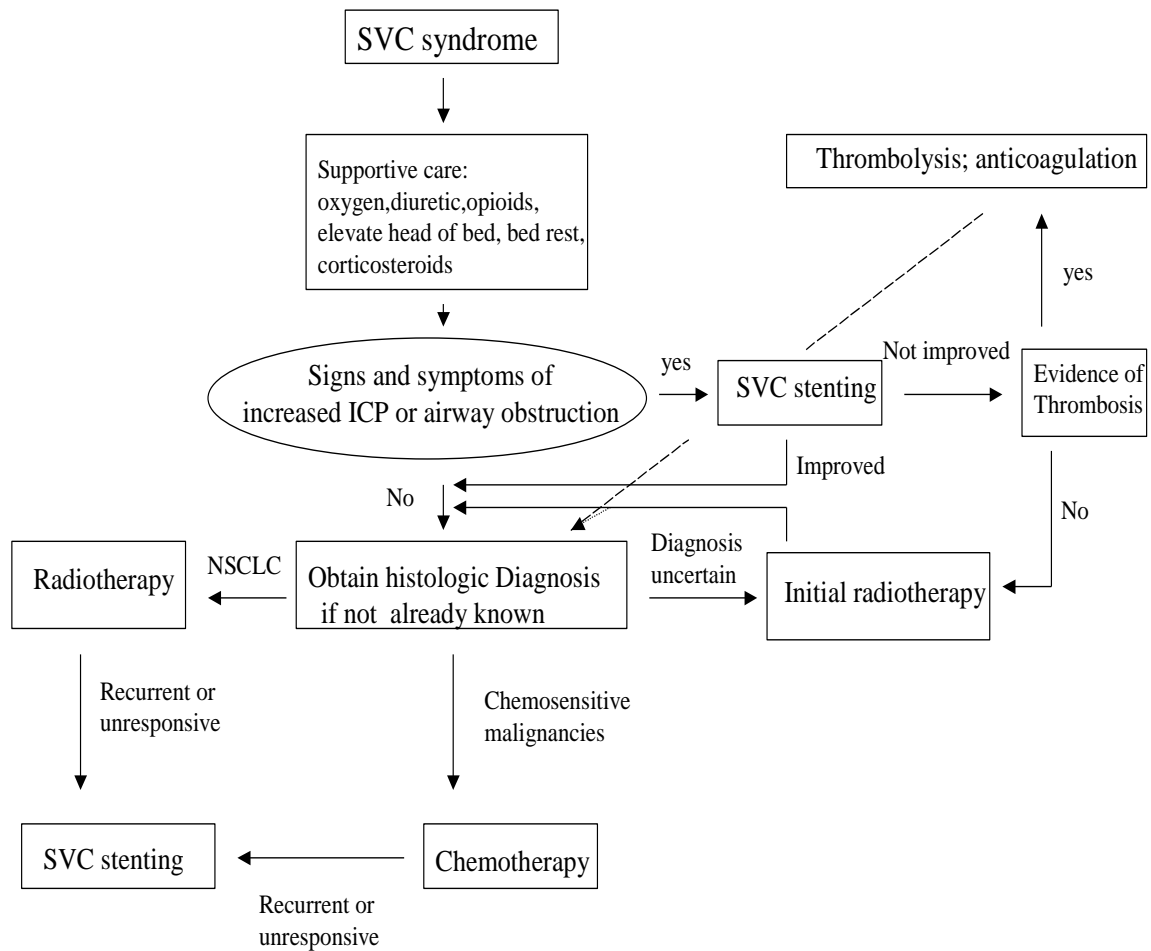 SVC syndrome
Supportive care:
oxygen,diuretic,opioids,
elevate head of bed, bed rest,
corticosteroids
Thrombolysis; anticoagulation
yes
Signs and symptoms of
increased ICP or airway obstruction
yes
SVC stenting
Not improved
Evidence of
Thrombosis
Improved
No
No
Radiotherapy
NSCLC
Obtain histologic Diagnosis
if not already known
Diagnosis
uncertain
Initial radiotherapy
Recurrent or
unresponsive
Chemosensitive
malignancies
SVC stenting
Chemotherapy
Recurrent or
unresponsive